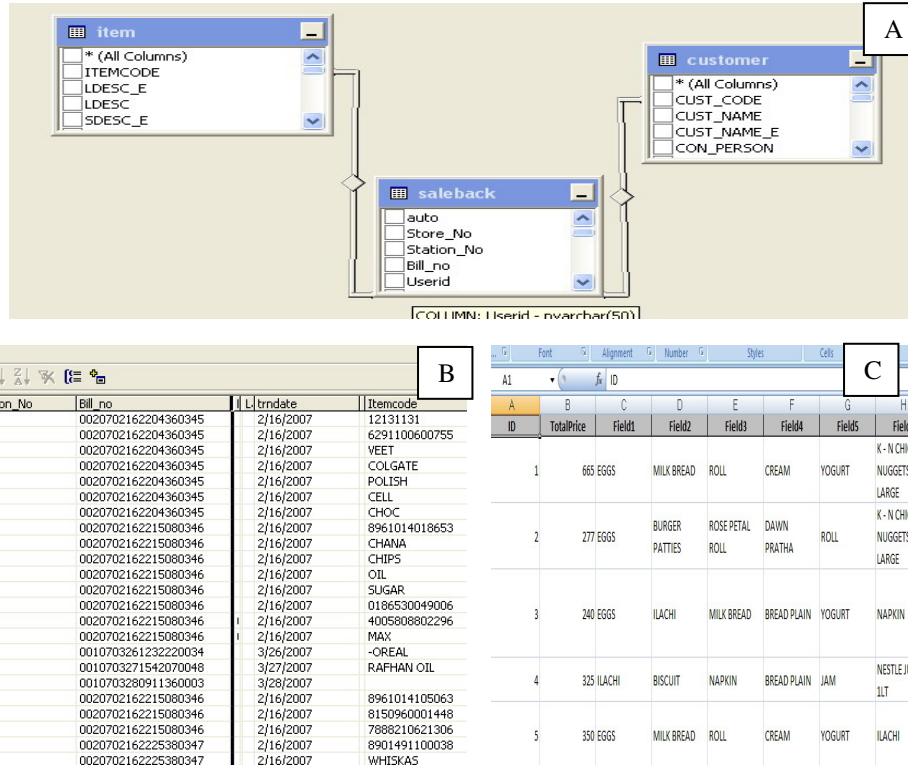 A
item
* (All Columns)
ITEMCODE
LDESC_E
LDESC
SDESC_E
customer
* (All Columns)
CUST_CODE
CUST_NAME
CUST_NAME_E
CON_PERSON
saleback
auto
Store_No
Station_No
Bill_no
Userid
COLUMN: Userid - nvarchar(50)
B
on_No Bill_no L trndate Itemcode
0020702162204360345 2/16/2007 12131131
0020702162204360345 2/16/2007 6291100600755
0020702162204360345 2/16/2007 VEET
0020702162204360345 2/16/2007 COLGATE
0020702162204360345 2/16/2007 POLISH
0020702162204360345 2/16/2007 CELL
0020702162204360345 2/16/2007 CHOC
0020702162215080346 2/16/2007 8961014018653
0020702162215080346 2/16/2007 CHANA
0020702162215080346 2/16/2007 CHIPS
0020702162215080346 2/16/2007 OIL
0020702162215080346 2/16/2007 SUGAR
0020702162215080346 2/16/2007 0186530049006
0020702162215080346 2/16/2007 4005808802296
0020702162215080346 2/16/2007 MAX
0010703261232220034 3/26/2007 -OREAL
0010703271542070048 3/27/2007 RAFHAN OIL
0010703280911360003 3/28/2007
0020702162215080346 2/16/2007 8961014105063
0020702162215080346 2/16/2007 8150960001448
0020702162215080346 2/16/2007 7888210621306
0020702162225380347 2/16/2007 8901491100038
0020702162225380347 2/16/2007 WHISKAS
C
Font Alignment Number Styles Cells
A1 fx ID
A B C D E F G H
ID TotalPrice Field1 Field2 Field3 Field4 Field5 Field
1 665 EGGS MILK BREAD ROLL CREAM YOGURT K - N CHI NUGGETS LARGE
2 277 EGGS BURGER PATTIES ROSE PETAL ROLL DAWN PRATHA ROLL K - N CHI NUGGETS LARGE
3 240 EGGS ILACHI MILK BREAD BREAD PLAIN YOGURT NAPKIN
4 325 ILACHI BISCUIT NAPKIN BREAD PLAIN JAM NESTLE J 1LT
5 350 EGGS MILK BREAD ROLL CREAM YOGURT ILACHI